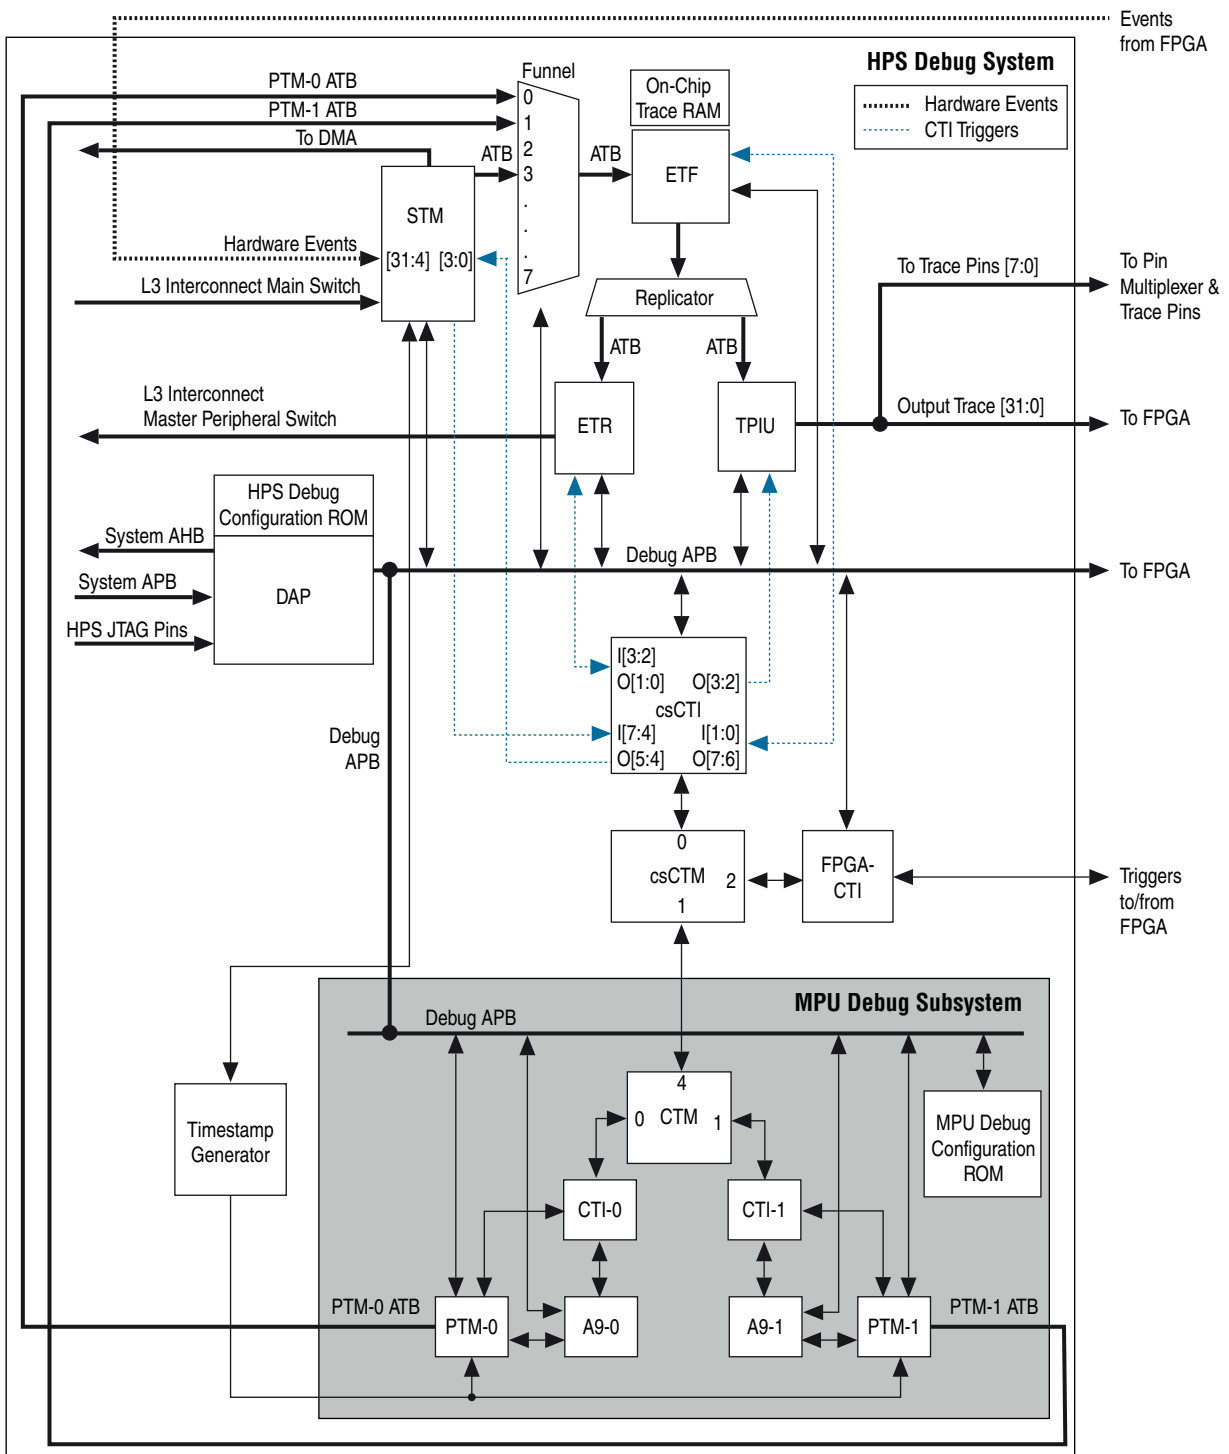 Events
from FPGA
HPS Debug System
Hardware Events
CTI Triggers
Funnel
PTM-0 ATB
PTM-1 ATB
To DMA
ATB
0
1
2
3
.
.
.
7
ATB
On-Chip
Trace RAM
ETF
STM
[31:4] [3:0]
Hardware Events
L3 Interconnect Main Switch
Replicator
ATB
ATB
To Trace Pins [7:0]
To Pin
Multiplexer &
Trace Pins
L3 Interconnect
Master Peripheral Switch
ETR
TPIU
Output Trace [31:0]
To FPGA
HPS Debug
Configuration ROM
System AHB
System APB
HPS JTAG Pins
DAP
Debug APB
To FPGA
I[3:2]
O[1:0] O[3:2]
csCTI
I[7:4] I[1:0]
O[5:4] O[7:6]
Debug
APB
0
csCTM 2
1
FPGA-
CTI
Triggers
to/from
FPGA
MPU Debug Subsystem
Debug APB
4
0 CTM 1
Timestamp
Generator
MPU Debug
Configuration
ROM
CTI-0
CTI-1
PTM-0 ATB
PTM-0
A9-0
A9-1
PTM-1
PTM-1 ATB